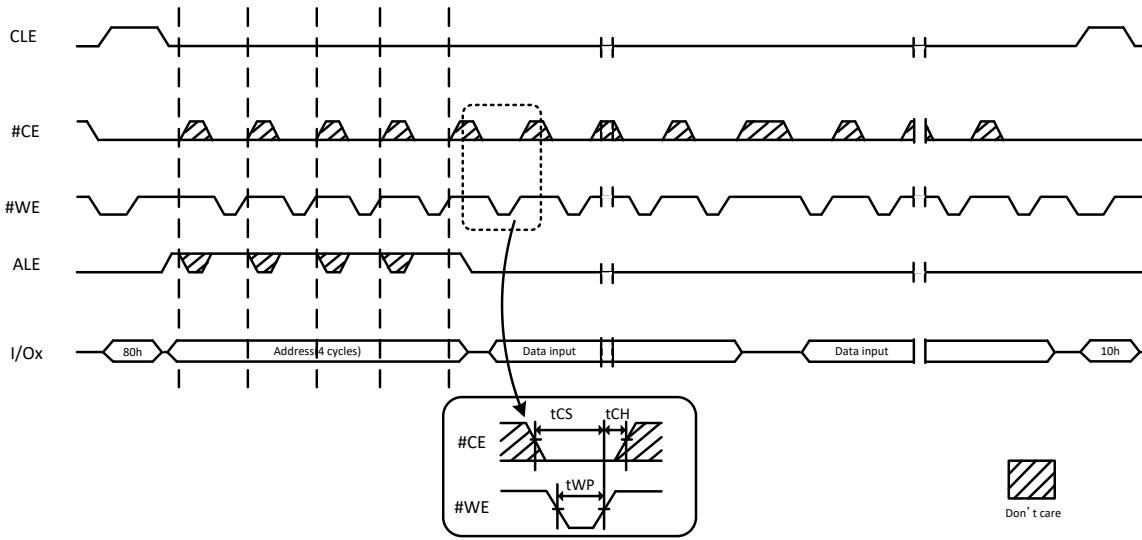 CLE
#CE
#WE
ALE
I/Ox 80h Address(4 cycles) Data input Data input 10h
tCS tCH
#CE
tWP
#WE
Don't care